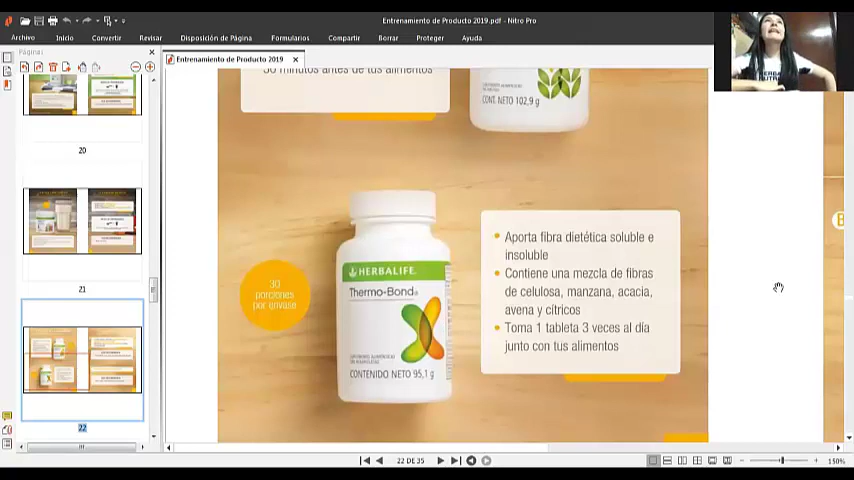 Entrenamiento de Producto 2019.pdf - Nitro Pro
Archivo Inicio Convertir Revisar Disposición de Página Formularios Compartir Borrar Proteger Ayuda
Páginas
Entrenamiento de Producto 2019
20
21
22
30 minutos antes de tus alimentos
CONT. NETO 102,9 g
30
porciones
por envase
HERBALIFE
Thermo-Bond
CONTENIDO NETO 95,1 g
• Aporta fibra dietética soluble e
insoluble
• Contiene una mezcla de fibras
de celulosa, manzana, acacia,
avena y cítricos
• Toma 1 tableta 3 veces al día
junto con tus alimentos
22 DE 35
150%